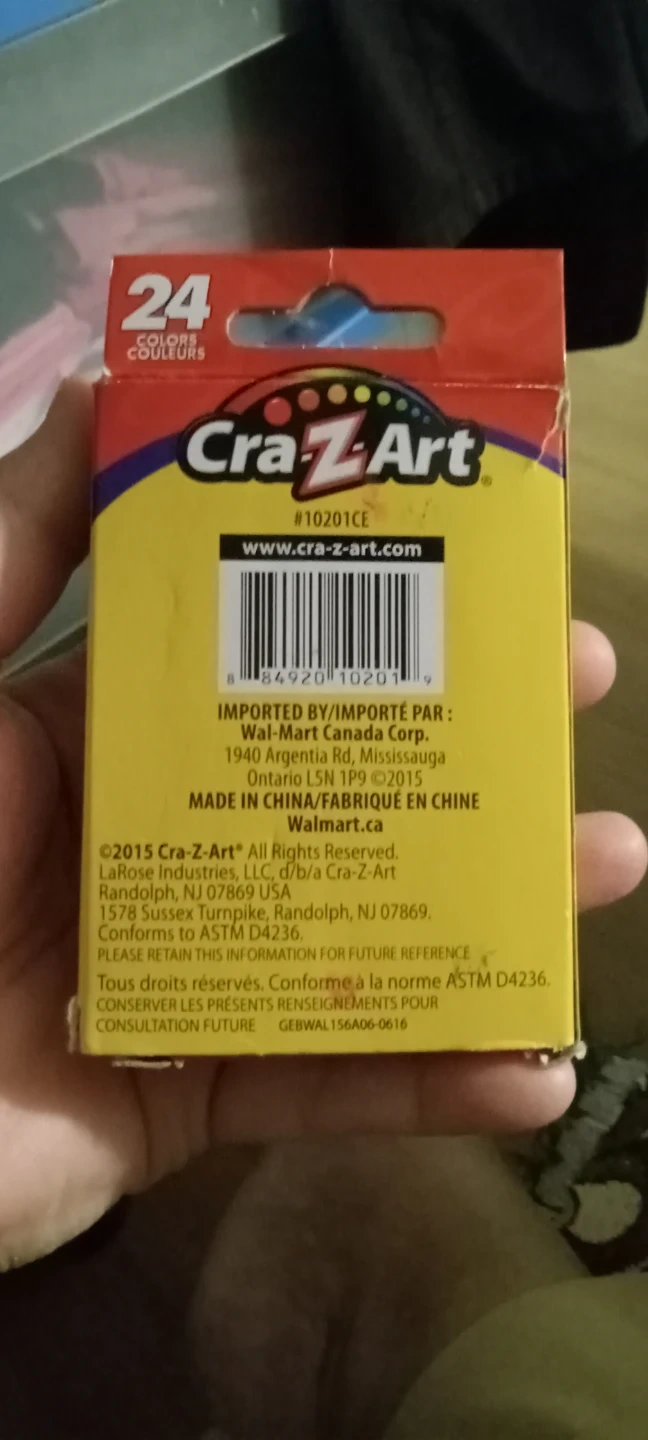 24
COLORS
COULEURS
Cra-Z-Art®
#10201CE
www.cra-z-art.com
8 84920 10201 9
IMPORTED BY/IMPORTÉ PAR :
Wal-Mart Canada Corp.
1940 Argentia Rd, Mississauga
Ontario L5N 1P9 ©2015
MADE IN CHINA/FABRIQUÉ EN CHINE
Walmart.ca
©2015 Cra-Z-Art® All Rights Reserved.
LaRose Industries, LLC, d/b/a Cra-Z-Art
Randolph, NJ 07869 USA
1578 Sussex Turnpike, Randolph, NJ 07869.
Conforms to ASTM D4236.
PLEASE RETAIN THIS INFORMATION FOR FUTURE REFERENCE
Tous droits réservés. Conforme à la norme ASTM D4236.
CONSERVER LES PRÉSENTS RENSEIGNEMENTS POUR
CONSULTATION FUTURE GEBWAL156A06-0616